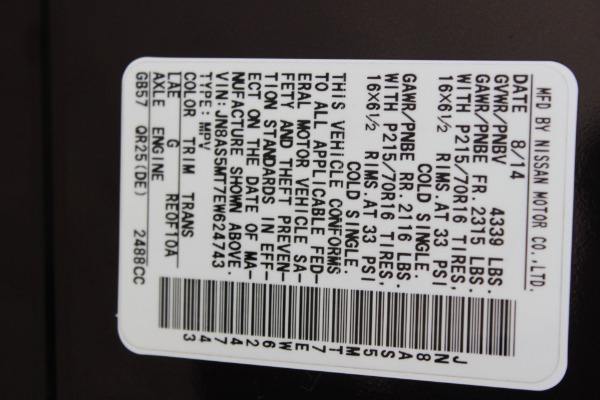 MFD BY NISSAN MOTOR CO.,LTD.
DATE 8/14
GVWR/PNBV 4339 LBS.
GAWR/PNBE FR.2315 LBS.
WITH P215/70R16 TIRES,
16X6½ RIMS.AT 33 PSI
COLD SINGLE.
GAWR/PNBE RR.2116 LBS.
WITH P215/70R16 TIRES,
16X6½ RIMS.AT 33 PSI
COLD SINGLE.
THIS VEHICLE CONFORMS
TO ALL APPLICABLE FED-
ERAL MOTOR VEHICLE SA-
FETY AND THEFT PREVEN-
TION STANDARDS IN EFF-
ECT ON THE DATE OF MA-
NUFACTURE SHOWN ABOVE.
VIN:JN8AS5MT7EW624743
TYPE:MPV
COLOR TRIM TRANS
LAE G RE0F10A
AXLE ENGINE
GB57 QR25(DE) 2488CC
JN8AS5MT7EW624743